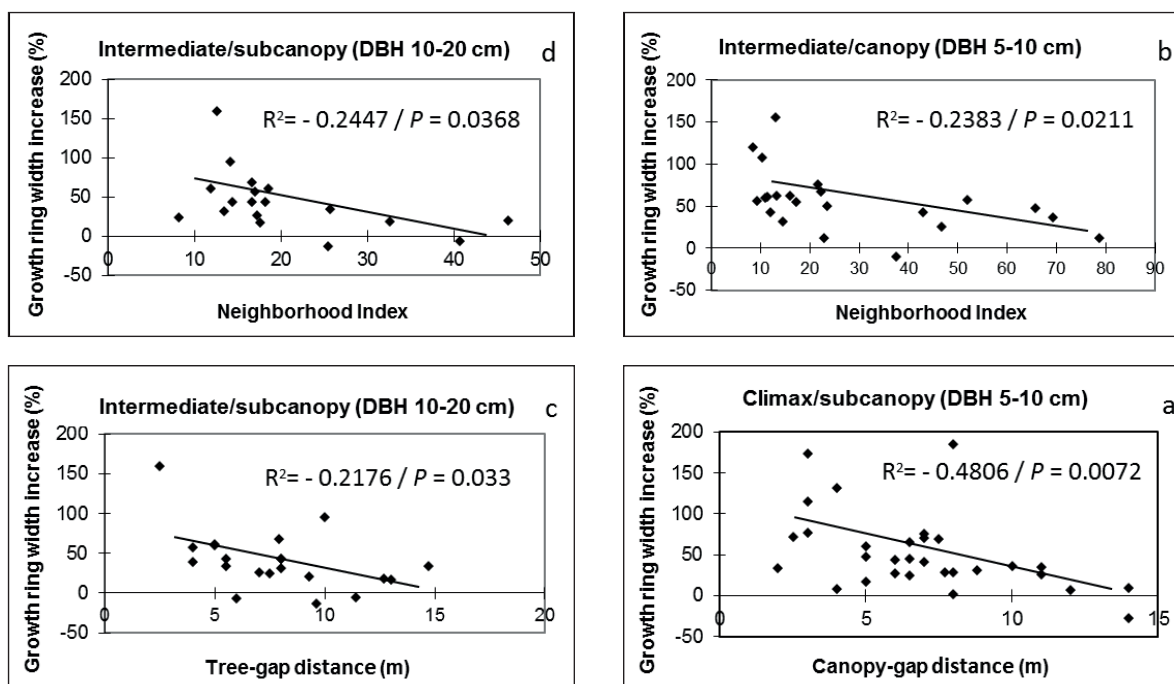 Intermediate/subcanopy (DBH 10-20 cm) d
Growth ring width increase (%)
R²= - 0.2447 / P = 0.0368
200
150
100
50
0
-50
0 10 20 30 40 50
Neighborhood Index
Intermediate/canopy (DBH 5-10 cm) b
Growth ring width increase (%)
R²= - 0.2383 / P = 0.0211
200
150
100
50
0
-50
0 10 20 30 40 50 60 70 80 90
Neighborhood Index
Intermediate/subcanopy (DBH 10-20 cm) c
Growth ring width increase (%)
R²= - 0.2176 / P = 0.033
200
150
100
50
0
-50
0 5 10 15 20
Tree-gap distance (m)
Climax/subcanopy (DBH 5-10 cm) a
Growth ring width increase (%)
R²= - 0.4806 / P = 0.0072
200
150
100
50
0
-50
0 5 10 15
Canopy-gap distance (m)